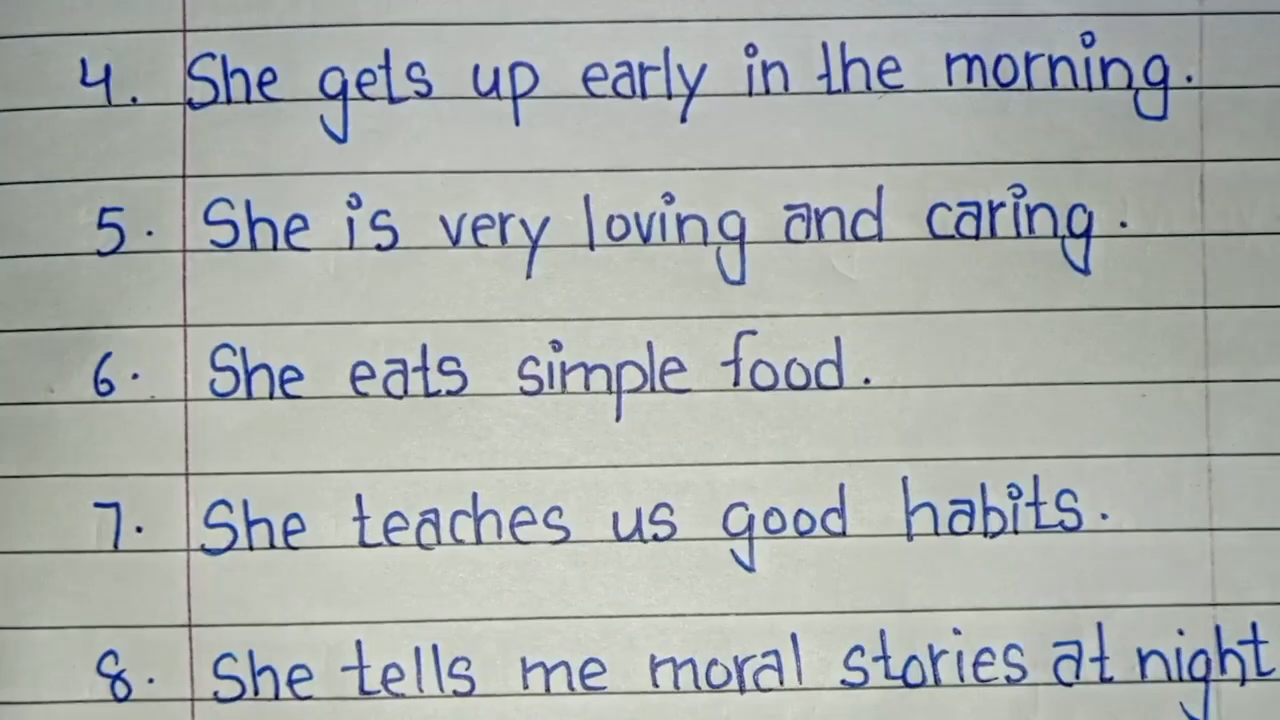 4. She gets up early in the morning.
5. She is very loving and caring.
6. She eats simple food.
7. She teaches us good habits.
8. She tells me moral stories at night